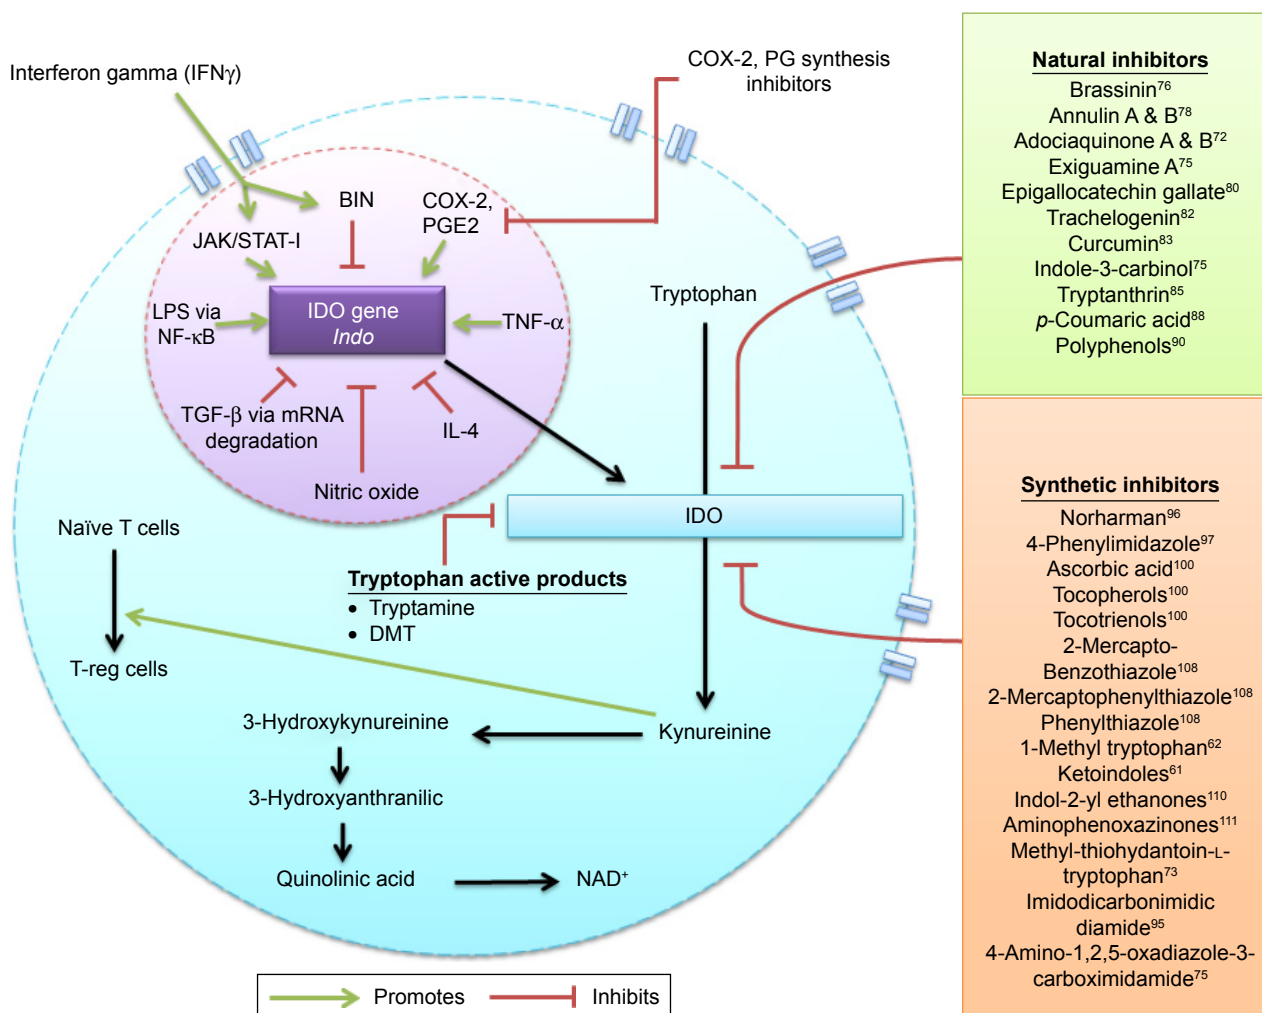 Interferon gamma (IFNγ)
COX-2, PG synthesis
inhibitors
BIN
COX-2,
PGE2
JAK/STAT-I
LPS via
NF-κB
IDO gene
Indo
TNF-α
TGF-β via mRNA
degradation
IL-4
Nitric oxide
Tryptophan
IDO
Naïve T cells
T-reg cells
Tryptophan active products
• Tryptamine
• DMT
3-Hydroxykynureinine
Kynureinine
3-Hydroxyanthranilic
Quinolinic acid
NAD⁺
Promotes
Inhibits
Natural inhibitors
Brassinin⁷⁶
Annulin A & B⁷⁸
Adociaquinone A & B⁷²
Exiguamine A⁷⁵
Epigallocatechin gallate⁸⁰
Trachelogenin⁸²
Curcumin⁸³
Indole-3-carbinol⁷⁵
Tryptanthrin⁸⁵
p-Coumaric acid⁸⁸
Polyphenols⁹⁰
Synthetic inhibitors
Norharman⁹⁶
4-Phenylimidazole⁹⁷
Ascorbic acid¹⁰⁰
Tocopherols¹⁰⁰
Tocotrienols¹⁰⁰
2-Mercapto-
Benzothiazole¹⁰⁸
2-Mercaptophenylthiazole¹⁰⁸
Phenylthiazole¹⁰⁸
1-Methyl tryptophan⁶²
Ketoindoles⁶¹
Indol-2-yl ethanones¹¹⁰
Aminophenoxazinones¹¹¹
Methyl-thiohydantoin-L-
tryptophan⁷³
Imidodicarbonimidic
diamide⁹⁵
4-Amino-1,2,5-oxadiazole-3-
carboximidamide⁷⁵